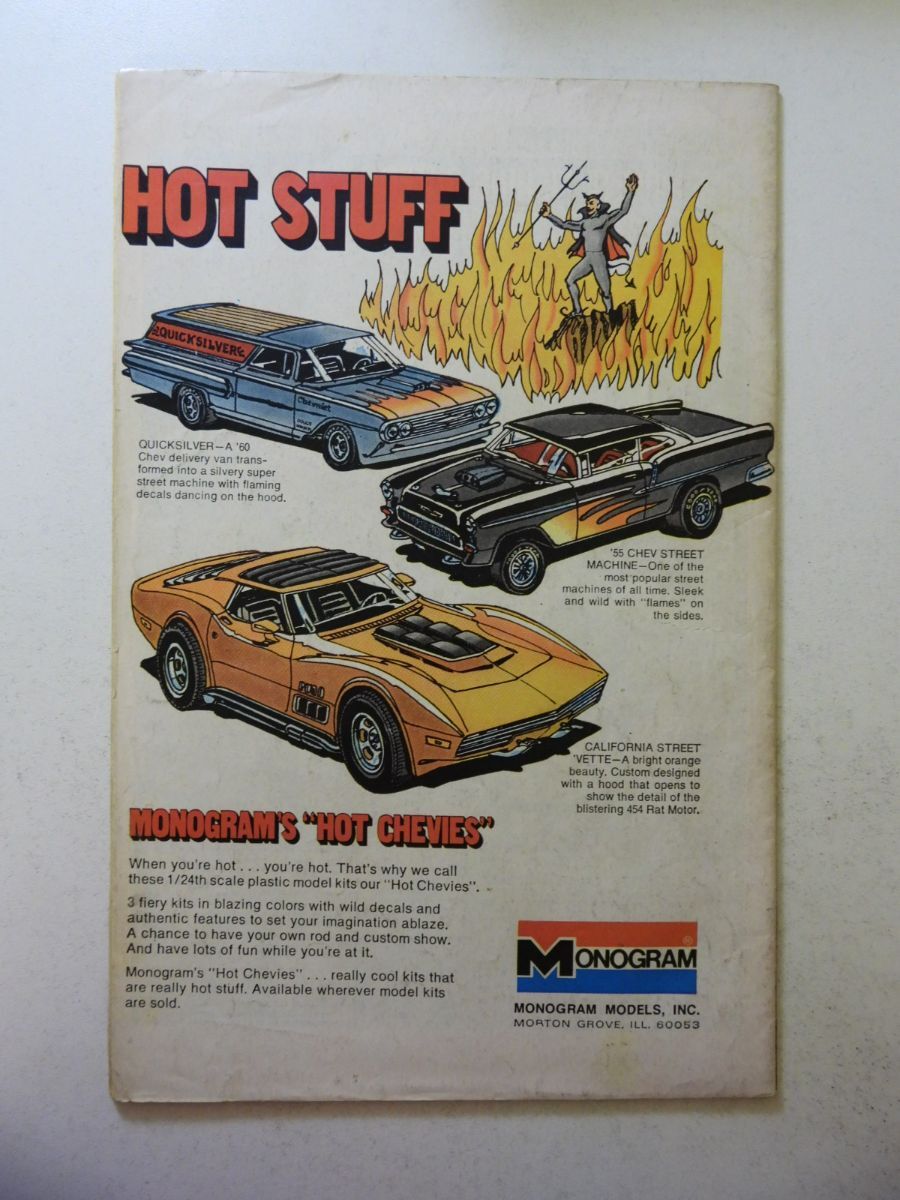 HOT STUFF
QUICKSILVER
Chevrolet
QUICKSILVER—A '60
Chev delivery van trans-
formed into a silvery super
street machine with flaming
decals dancing on the hood.
'55 CHEV STREET
MACHINE—One of the
most popular street
machines of all time. Sleek
and wild with "flames" on
the sides.
CALIFORNIA STREET
'VETTE—A bright orange
beauty. Custom designed
with a hood that opens to
show the detail of the
blistering 454 Rat Motor.
MONOGRAM'S "HOT CHEVIES"
When you're hot . . . you're hot. That's why we call
these 1/24th scale plastic model kits our "Hot Chevies".
3 fiery kits in blazing colors with wild decals and
authentic features to set your imagination ablaze.
A chance to have your own rod and custom show.
And have lots of fun while you're at it.
Monogram's "Hot Chevies" . . . really cool kits that
are really hot stuff. Available wherever model kits
are sold.
MONOGRAM®
MONOGRAM MODELS, INC.
MORTON GROVE, ILL. 60053